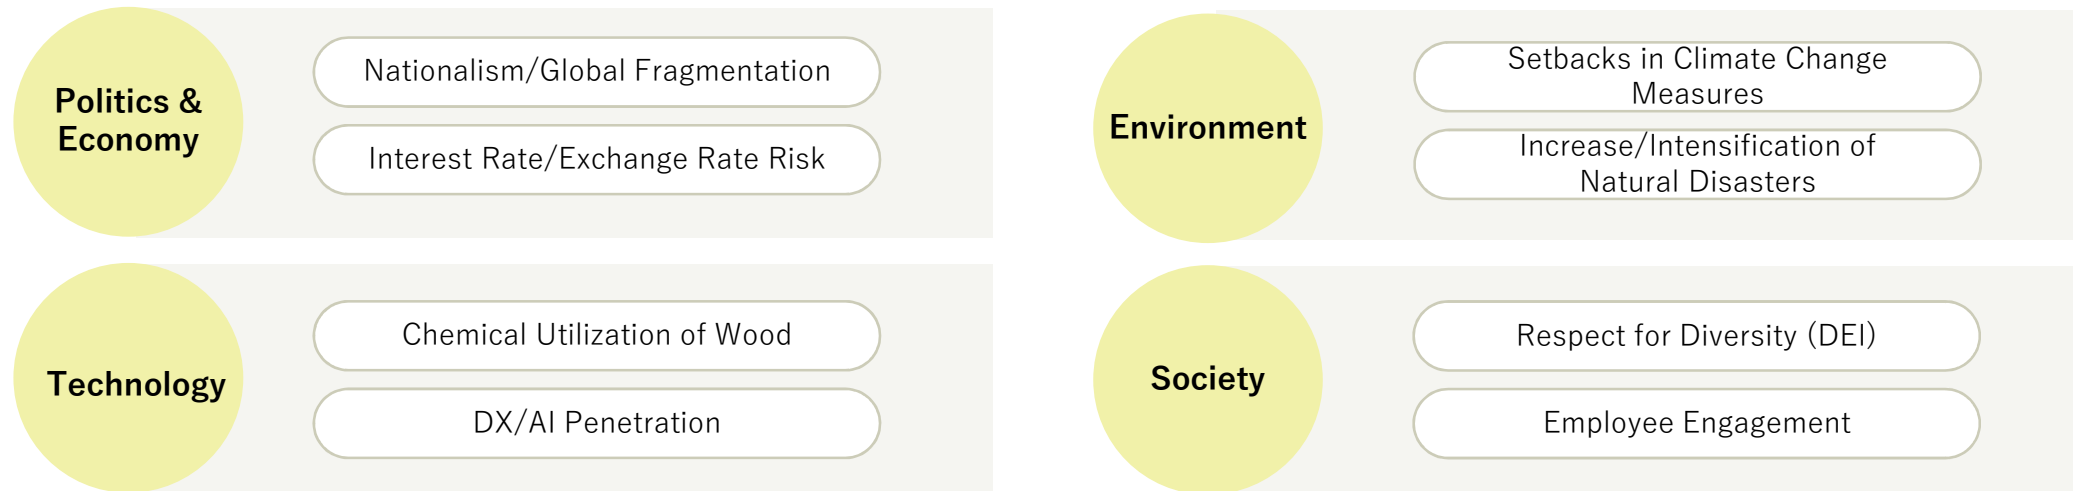 Politics &
Economy
Nationalism/Global Fragmentation
Interest Rate/Exchange Rate Risk
Environment
Setbacks in Climate Change
Measures
Increase/Intensification of
Natural Disasters
Technology
Chemical Utilization of Wood
DX/AI Penetration
Society
Respect for Diversity (DEI)
Employee Engagement